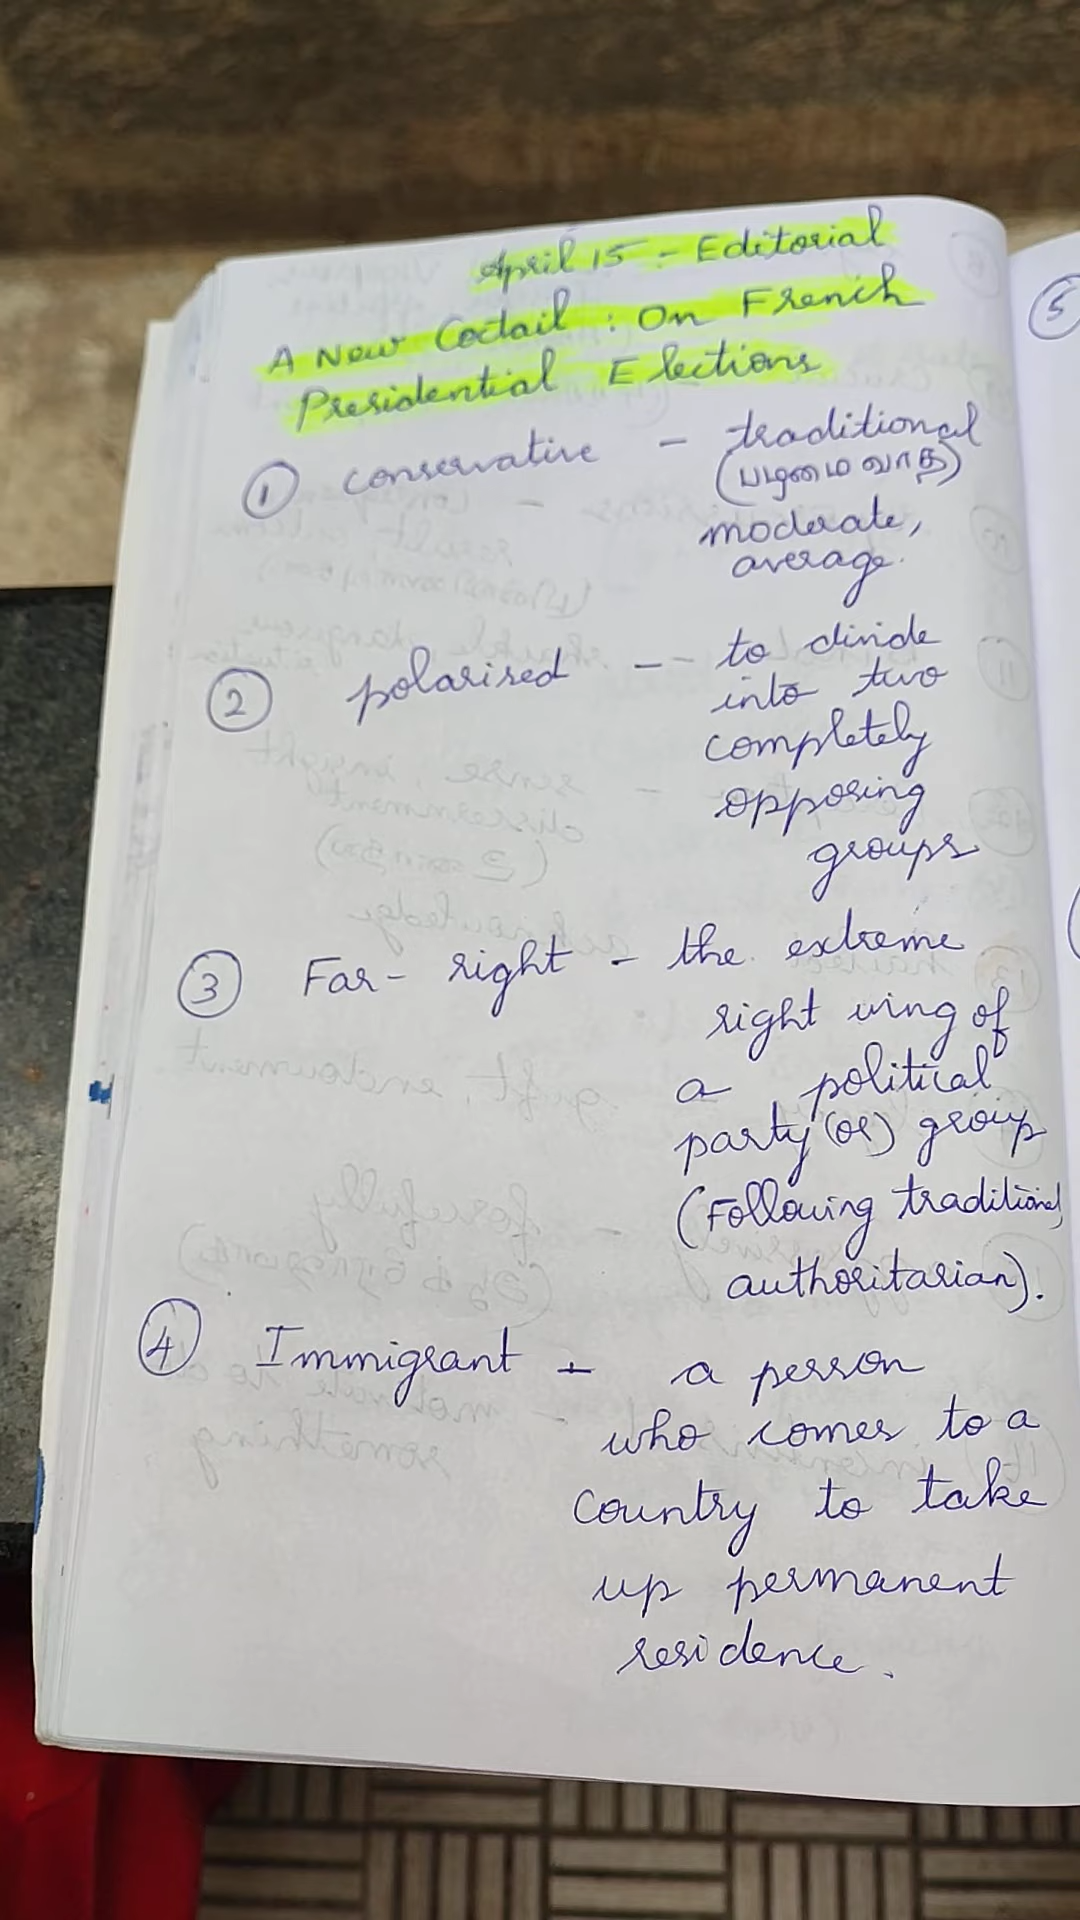 April 15 - Editorial
A New Coctail : On French
Presidential Elections
① conservative - traditional
(பழமைவாத)
moderate,
average.
② polarised -- to divide
into two
completely
opposing
groups
③ Far-right - the extreme
right wing of
a political
party (or) group
(Following traditional,
authoritarian).
④ Immigrant - a person
who comes to a
country to take
up permanent
residence.
⑤